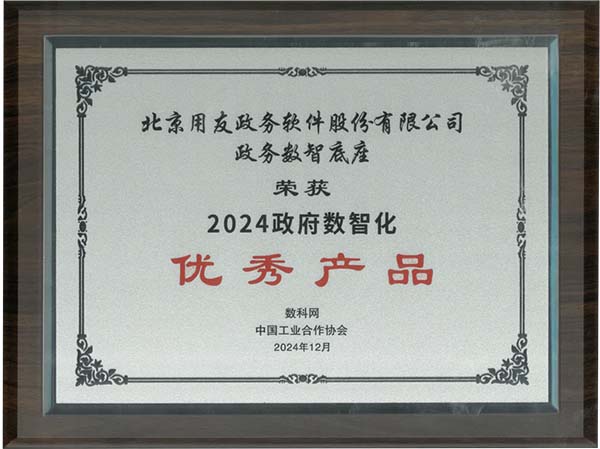 北京用友政务软件股份有限公司
政务数智底座
荣获
2024政府数智化
优秀产品
数科网
中国工业合作协会
2024年12月